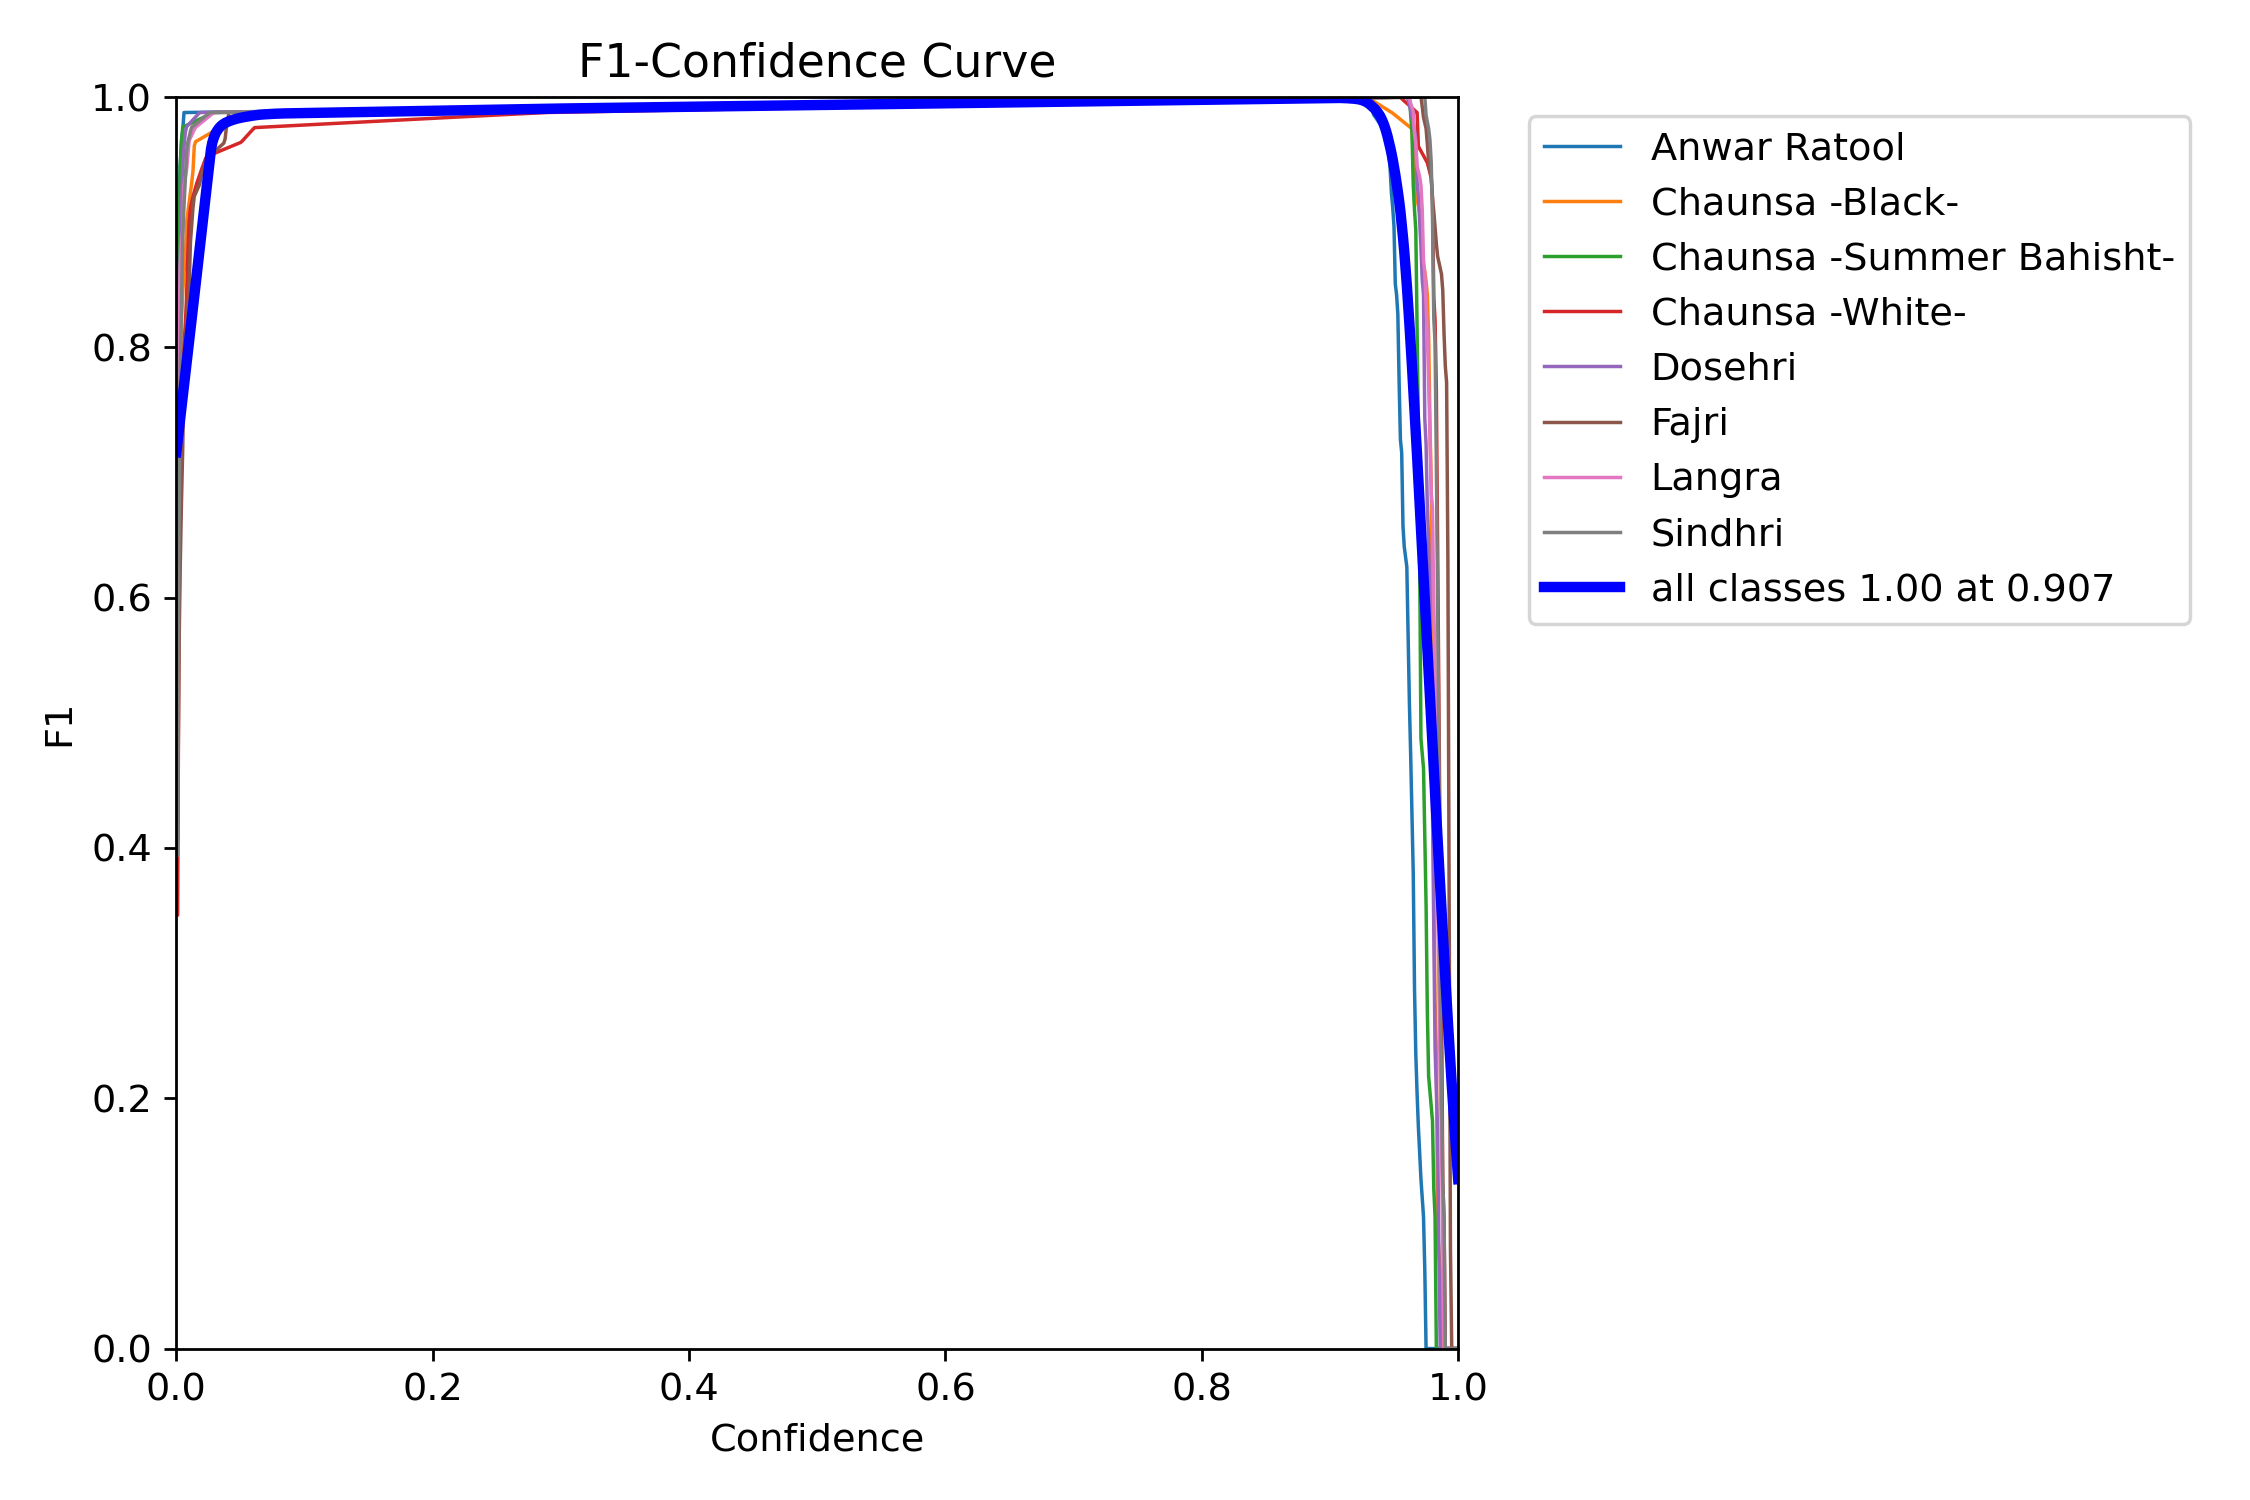 F1-Confidence Curve
1.0
0.8
0.6
0.4
0.2
0.0
F1
0.0 0.2 0.4 0.6 0.8 1.0
Confidence
Anwar Ratool
Chaunsa -Black-
Chaunsa -Summer Bahisht-
Chaunsa -White-
Dosehri
Fajri
Langra
Sindhri
all classes 1.00 at 0.907